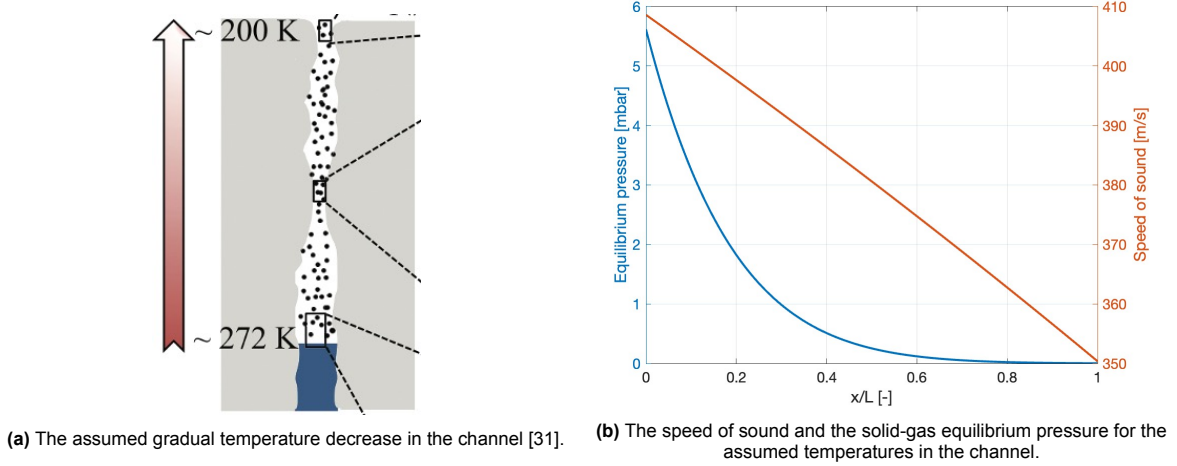 ~ 200 K
~ 272 K
(a) The assumed gradual temperature decrease in the channel [31].
6
5
4
3
2
1
0
Equilibrium pressure [mbar]
410
400
390
380
370
360
350
Speed of sound [m/s]
0 0.2 0.4 0.6 0.8 1
x/L [-]
(b) The speed of sound and the solid-gas equilibrium pressure for the
assumed temperatures in the channel.